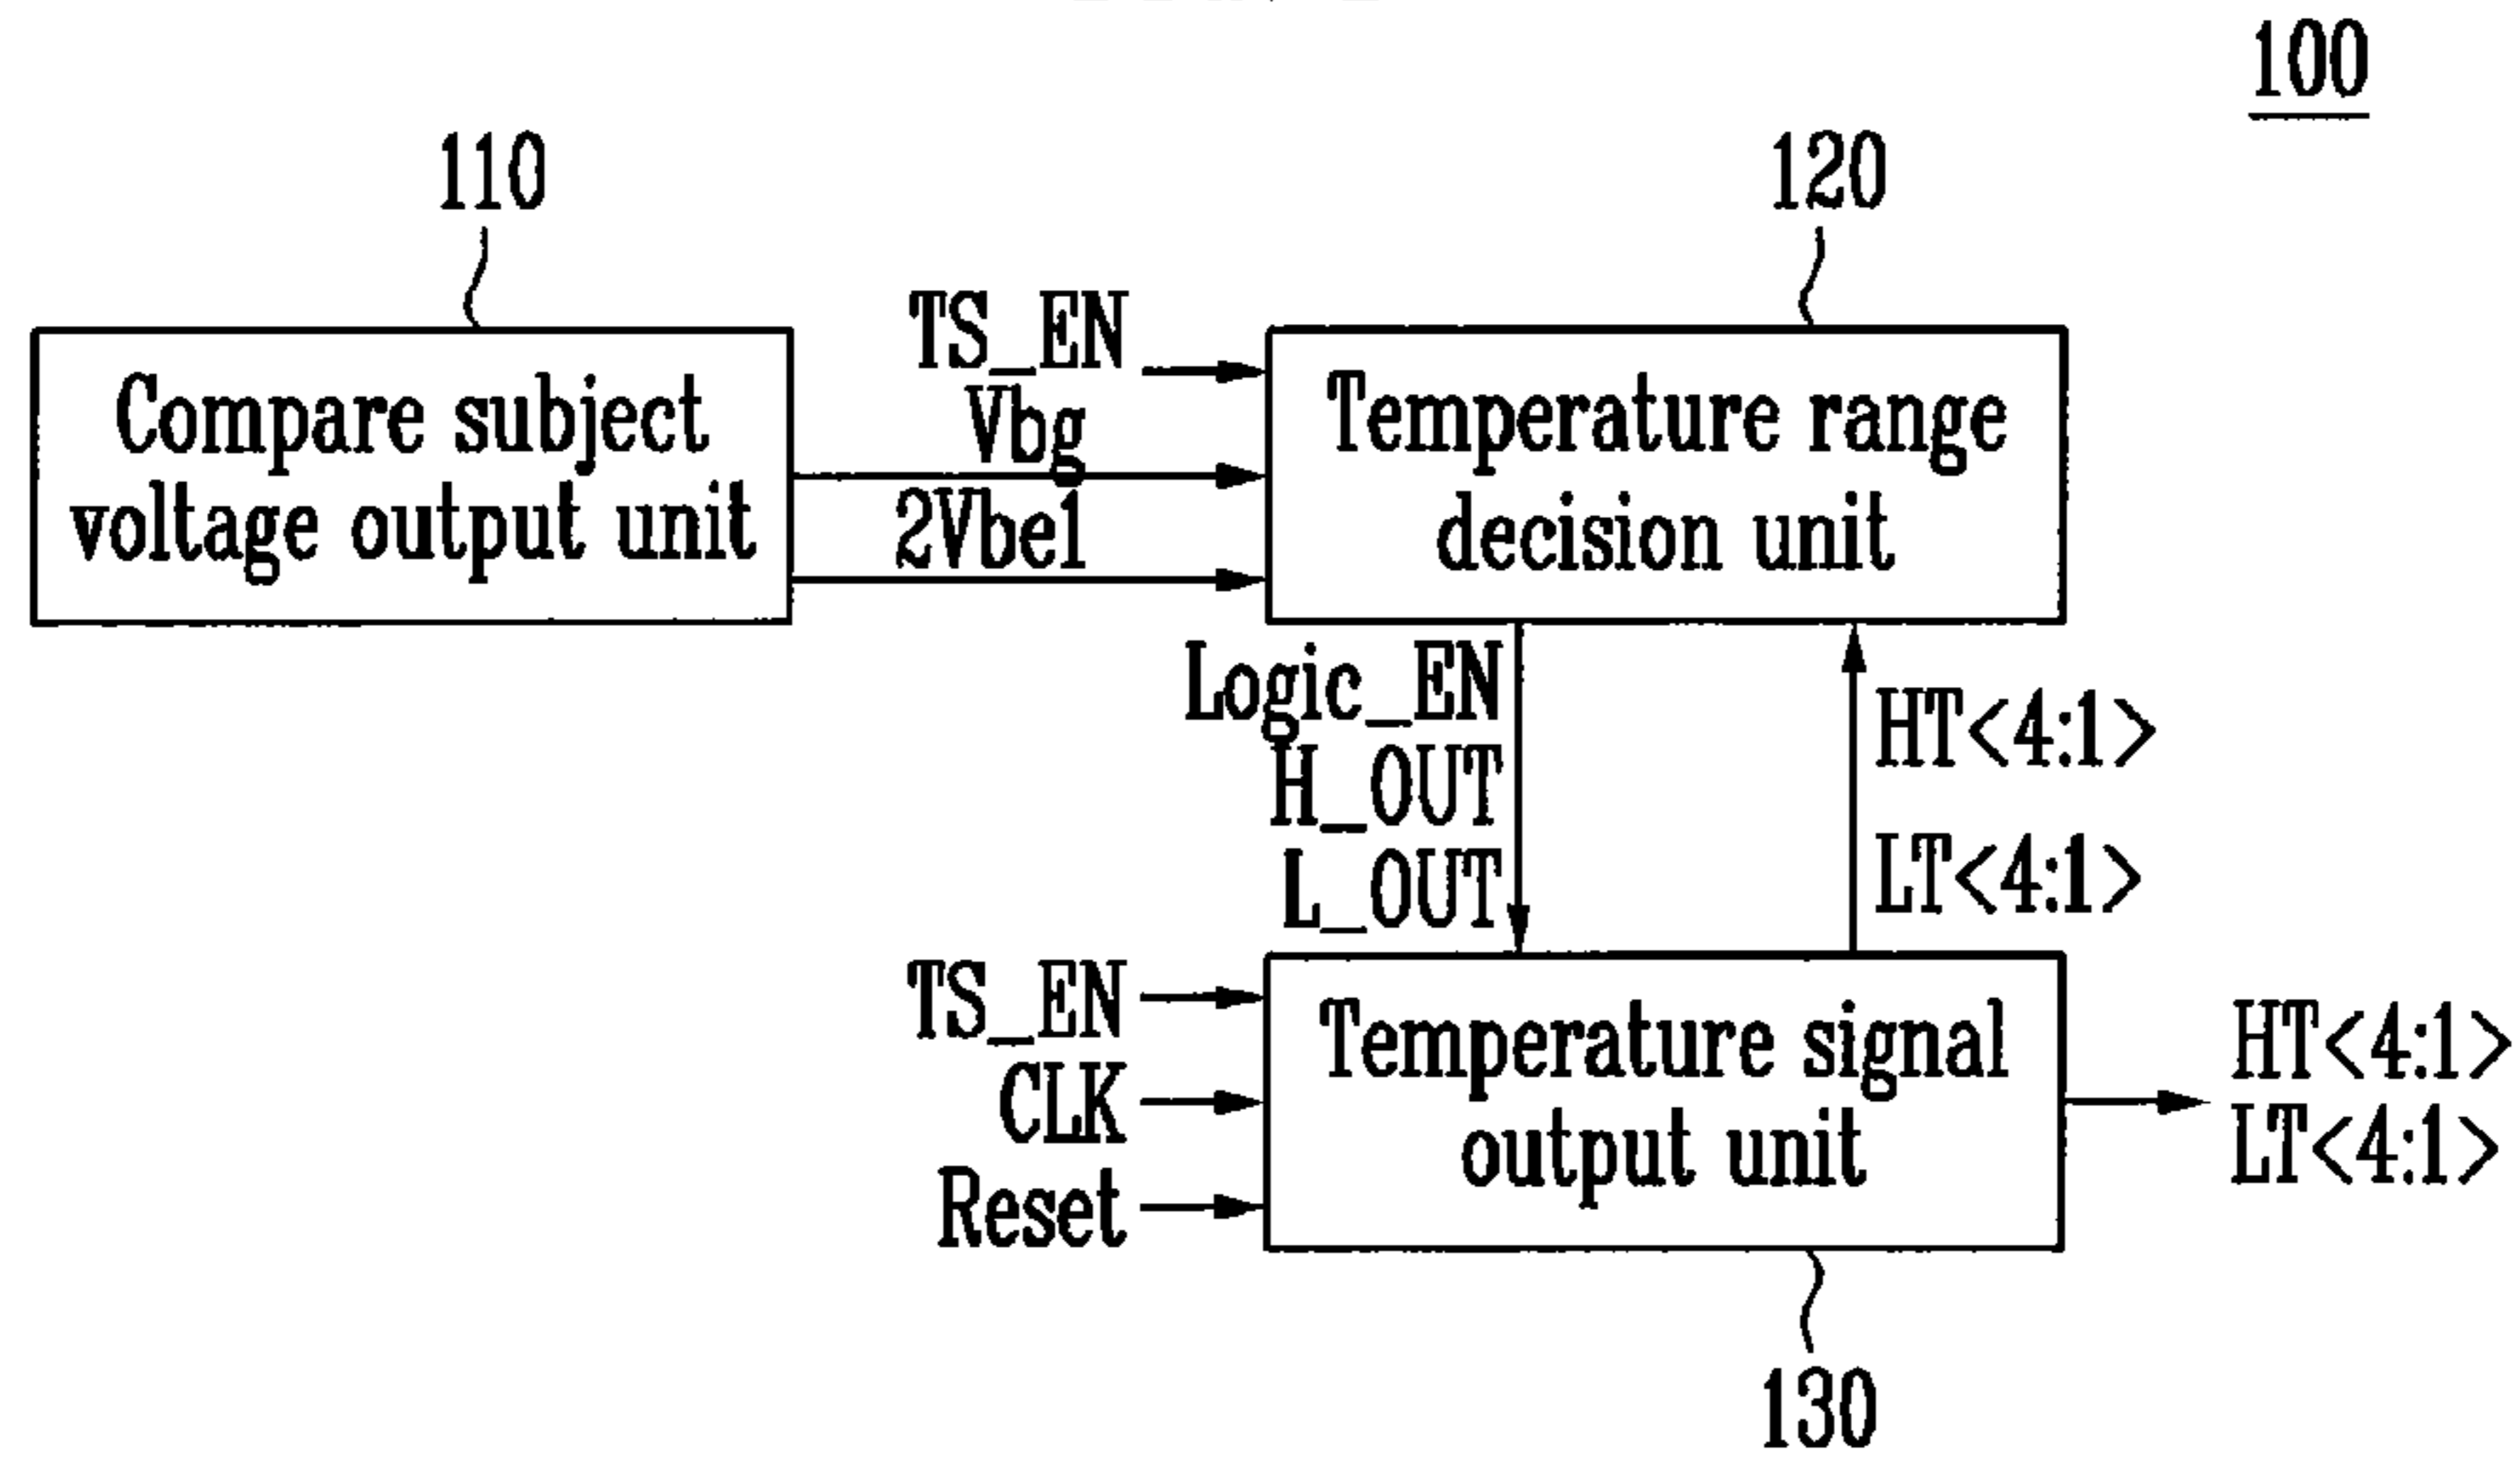 100
110
120
TS_EN
Vbg
2Vbe1
Compare subject
voltage output unit
Temperature range
decision unit
Logic_EN
H_OUT
L_OUT
HT<4:1>
LT<4:1>
TS_EN
CLK
Reset
Temperature signal
output unit
HT<4:1>
LT<4:1>
130